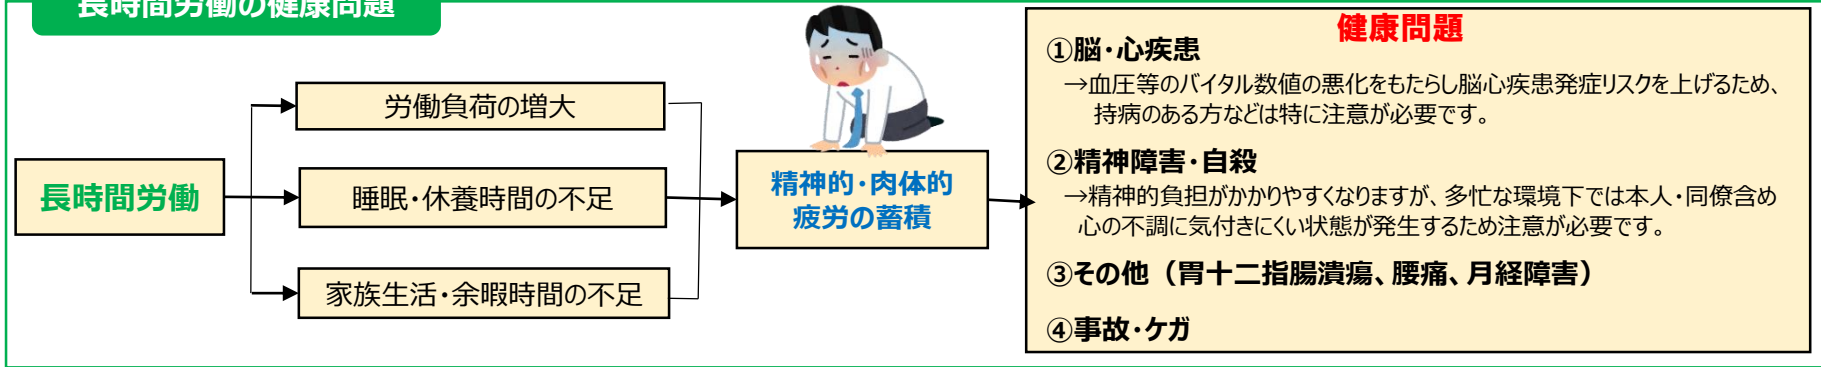 長時間労働の健康問題
長時間労働
労働負荷の増大
睡眠・休養時間の不足
家族生活・余暇時間の不足
精神的・肉体的
疲労の蓄積
健康問題
①脳・心疾患
→血圧等のバイタル数値の悪化をもたらし脳心疾患発症リスクを上げるため、
持病のある方などは特に注意が必要です。
②精神障害・自殺
→精神的負担がかかりやすくなりますが、多忙な環境下では本人・同僚含め
心の不調に気付きにくい状態が発生するため注意が必要です。
③その他（胃十二指腸潰瘍、腰痛、月経障害）
④事故・ケガ